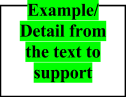 Example/
Detail from
the text to
support